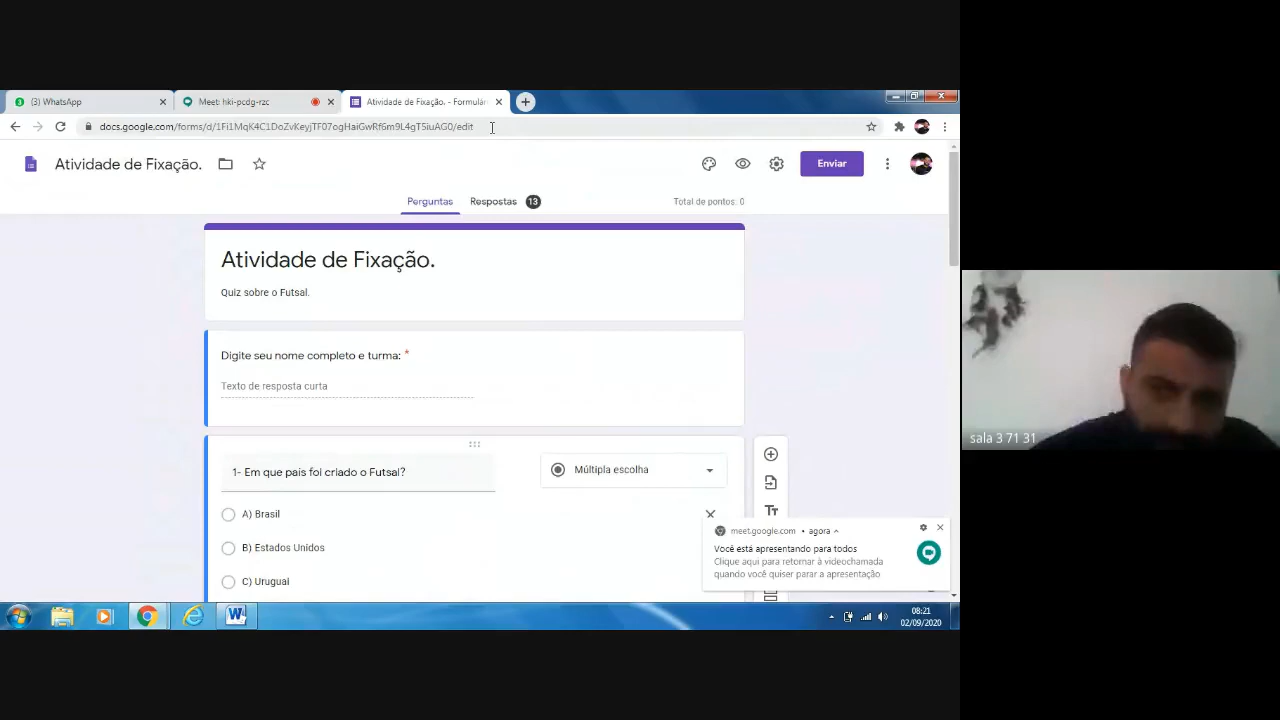 (3) WhatsApp
Meet: hki-pcdg-rzc
Atividade de Fixação. - Formulár
docs.google.com/forms/d/1Fi1MqK4C1DoZvKeyjTF07ogHaiGwRf6m9L4gT5iuAG0/edit
Atividade de Fixação.
Enviar
Perguntas
Respostas 13
Total de pontos: 0
Atividade de Fixação.
Quiz sobre o Futsal.
Digite seu nome completo e turma: *
Texto de resposta curta
1- Em que pais foi criado o Futsal?
Múltipla escolha
A) Brasil
B) Estados Unidos
C) Uruguai
Tт
meet.google.com • agora
Você está apresentando para todos
Clique aqui para retornar à videochamada
quando você quiser parar a apresentação
08:21
02/09/2020
sala 3 71 31